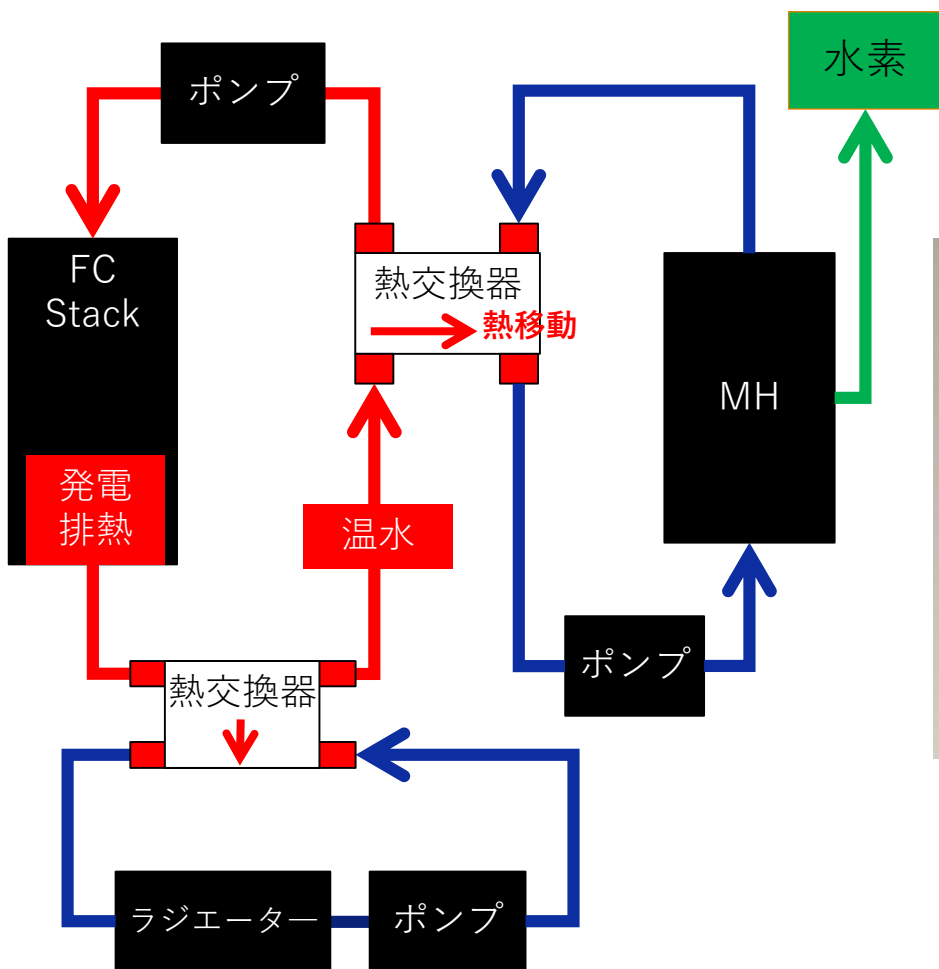 水素
ポンプ
FC
Stack
熱交換器
熱移動
MH
発電
排熱
温水
ポンプ
熱交換器
ラジエーター
ポンプ